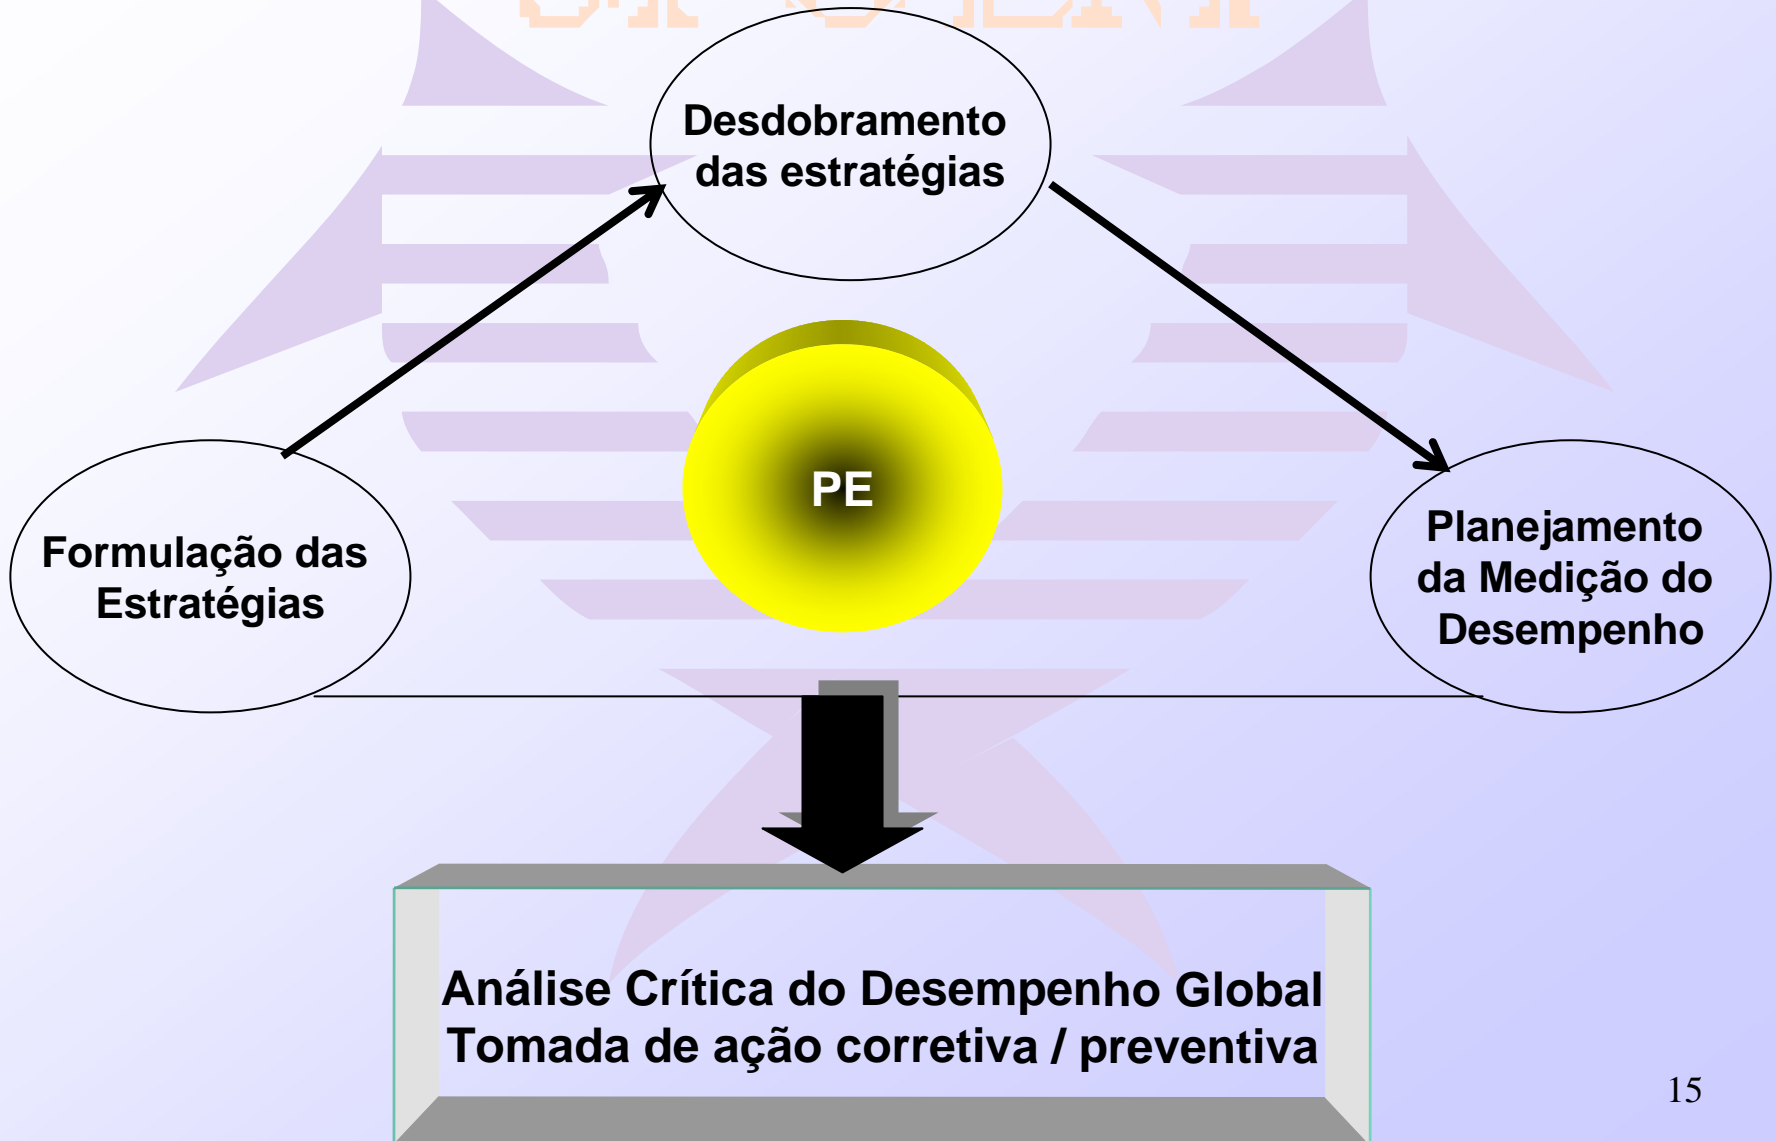 Desdobramento
das estratégias
PE
Formulação das
Estratégias
Planejamento
da Medição do
Desempenho
Análise Crítica do Desempenho Global
Tomada de ação corretiva / preventiva
15